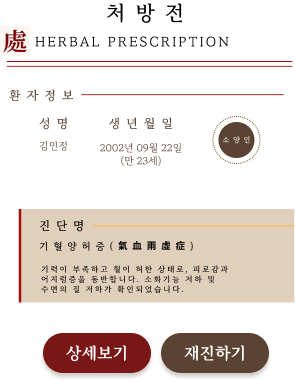 처방전
處 HERBAL PRESCRIPTION
환자정보
성명 생년월일
김민정 2002년 09월 22일
(만 23세)
소양인
진단명
기혈양허증(氣血兩虛症)
기력이 부족하고 혈이 허한 상태로, 피로감과
어지럼증을 동반합니다. 소화기능 저하 및
수면의 질 저하가 확인되었습니다.
상세보기 재진하기